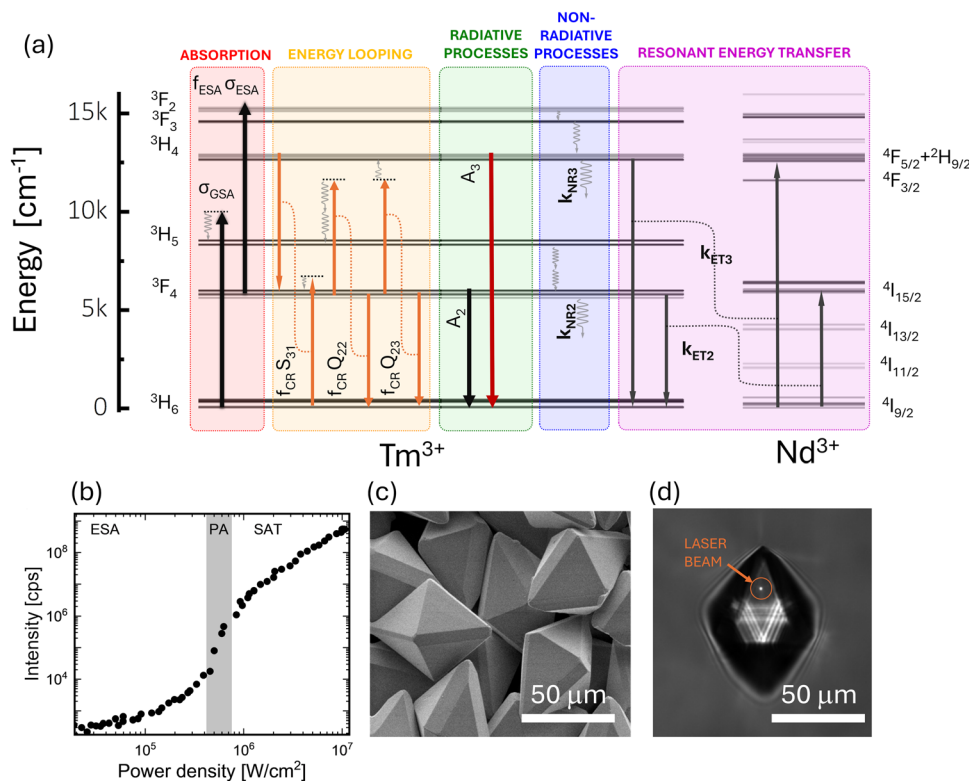 (a)
ABSORPTION
ENERGY LOOPING
RADIATIVE
PROCESSES
NON-
RADIATIVE
PROCESSES
RESONANT ENERGY TRANSFER
Energy [cm⁻¹]
15k
10k
5k
0
³F₂
³F₃
³H₄
³H₅
³F₄
³H₆
f_ESA σ_ESA
σ_GSA
f_CR S₃₁
f_CR Q₂₂
f_CR Q₂₃
A₂
A₃
k_NR3
k_NR2
k_ET3
k_ET2
⁴F₅/₂+²H₉/₂
⁴F₃/₂
⁴I₁₅/₂
⁴I₁₃/₂
⁴I₁₁/₂
⁴I₉/₂
Tm³⁺
Nd³⁺
(b)
ESA
PA
SAT
Intensity [cps]
10⁸
10⁶
10⁴
10⁵
10⁶
10⁷
Power density [W/cm²]
(c)
50 μm
(d)
LASER
BEAM
50 μm